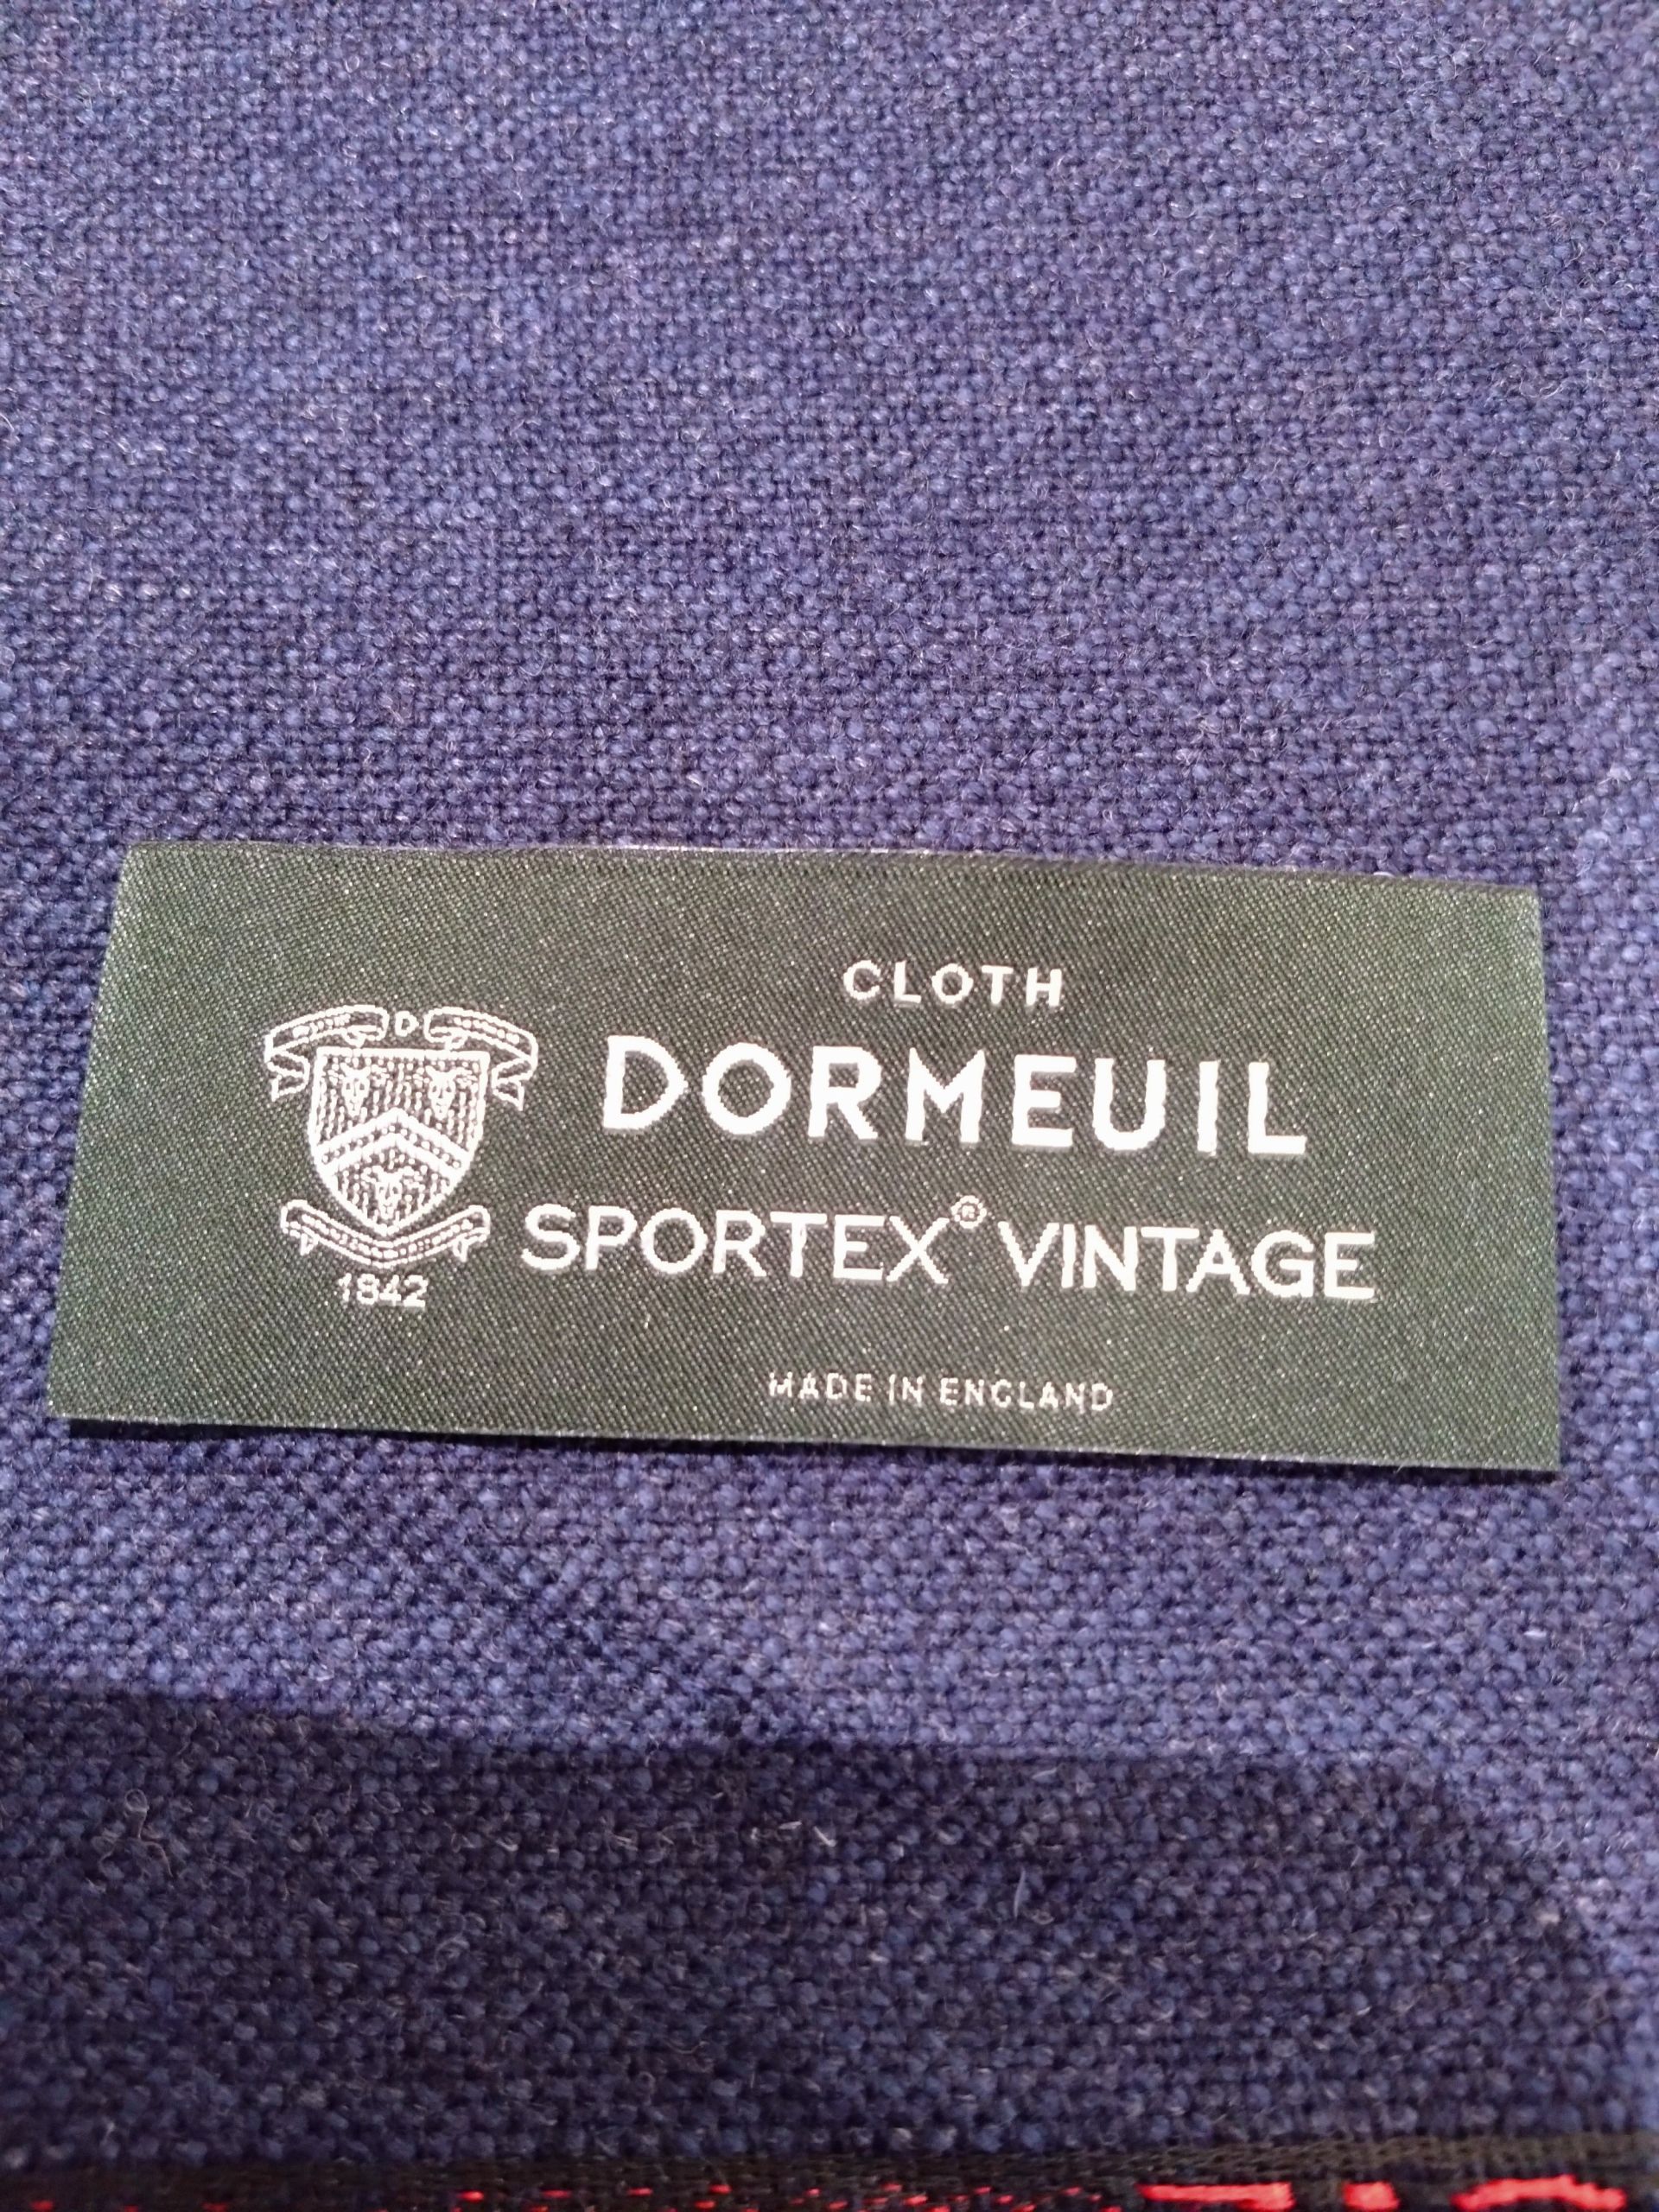 CLOTH
DORMEUIL
SPORTEX® VINTAGE
D
1842
MADE IN ENGLAND